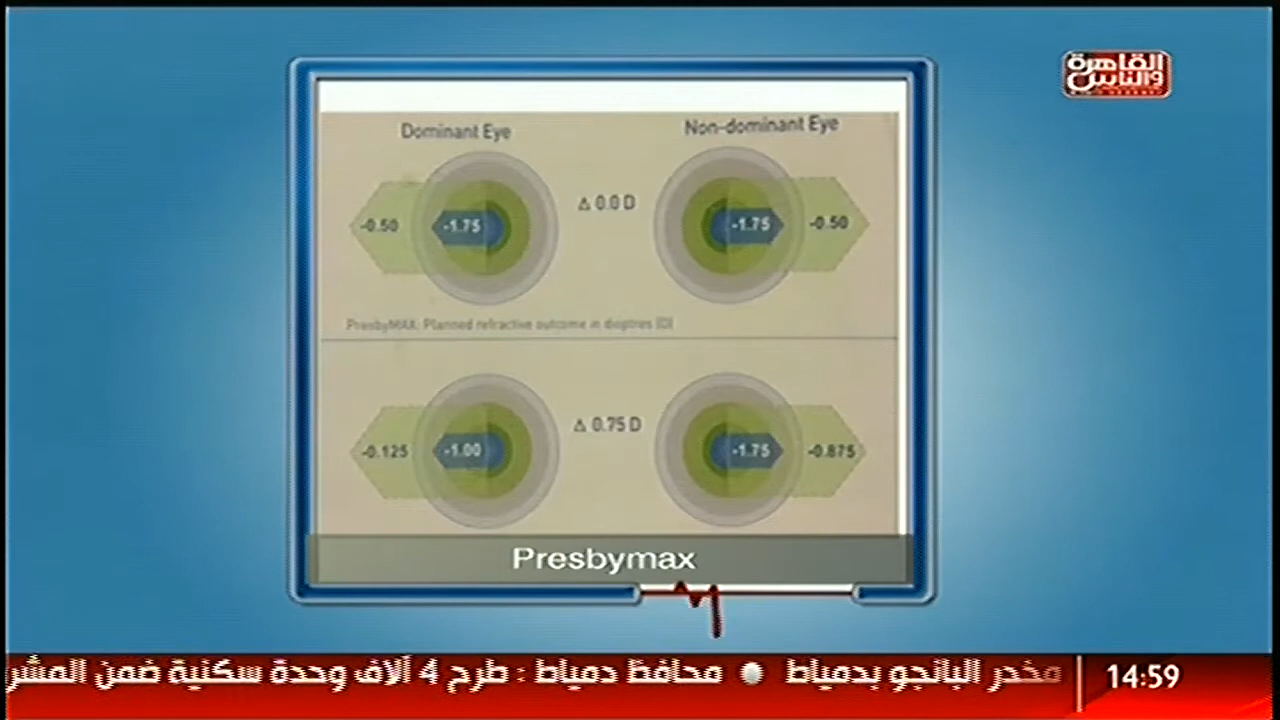 القاهرة
والناس
Dominant Eye
Non-dominant Eye
-0.50
-1.75
Δ 0.0 D
-1.75
-0.50
PresbyMAX: Planned refractive outcome in dioptres (D)
-0.125
-1.00
Δ 0.75 D
-1.75
-0.875
Presbymax
مخدر البانجو بدمياط ● محافظ دمياط : طرح 4 آلاف وحدة سكنية ضمن
14:59